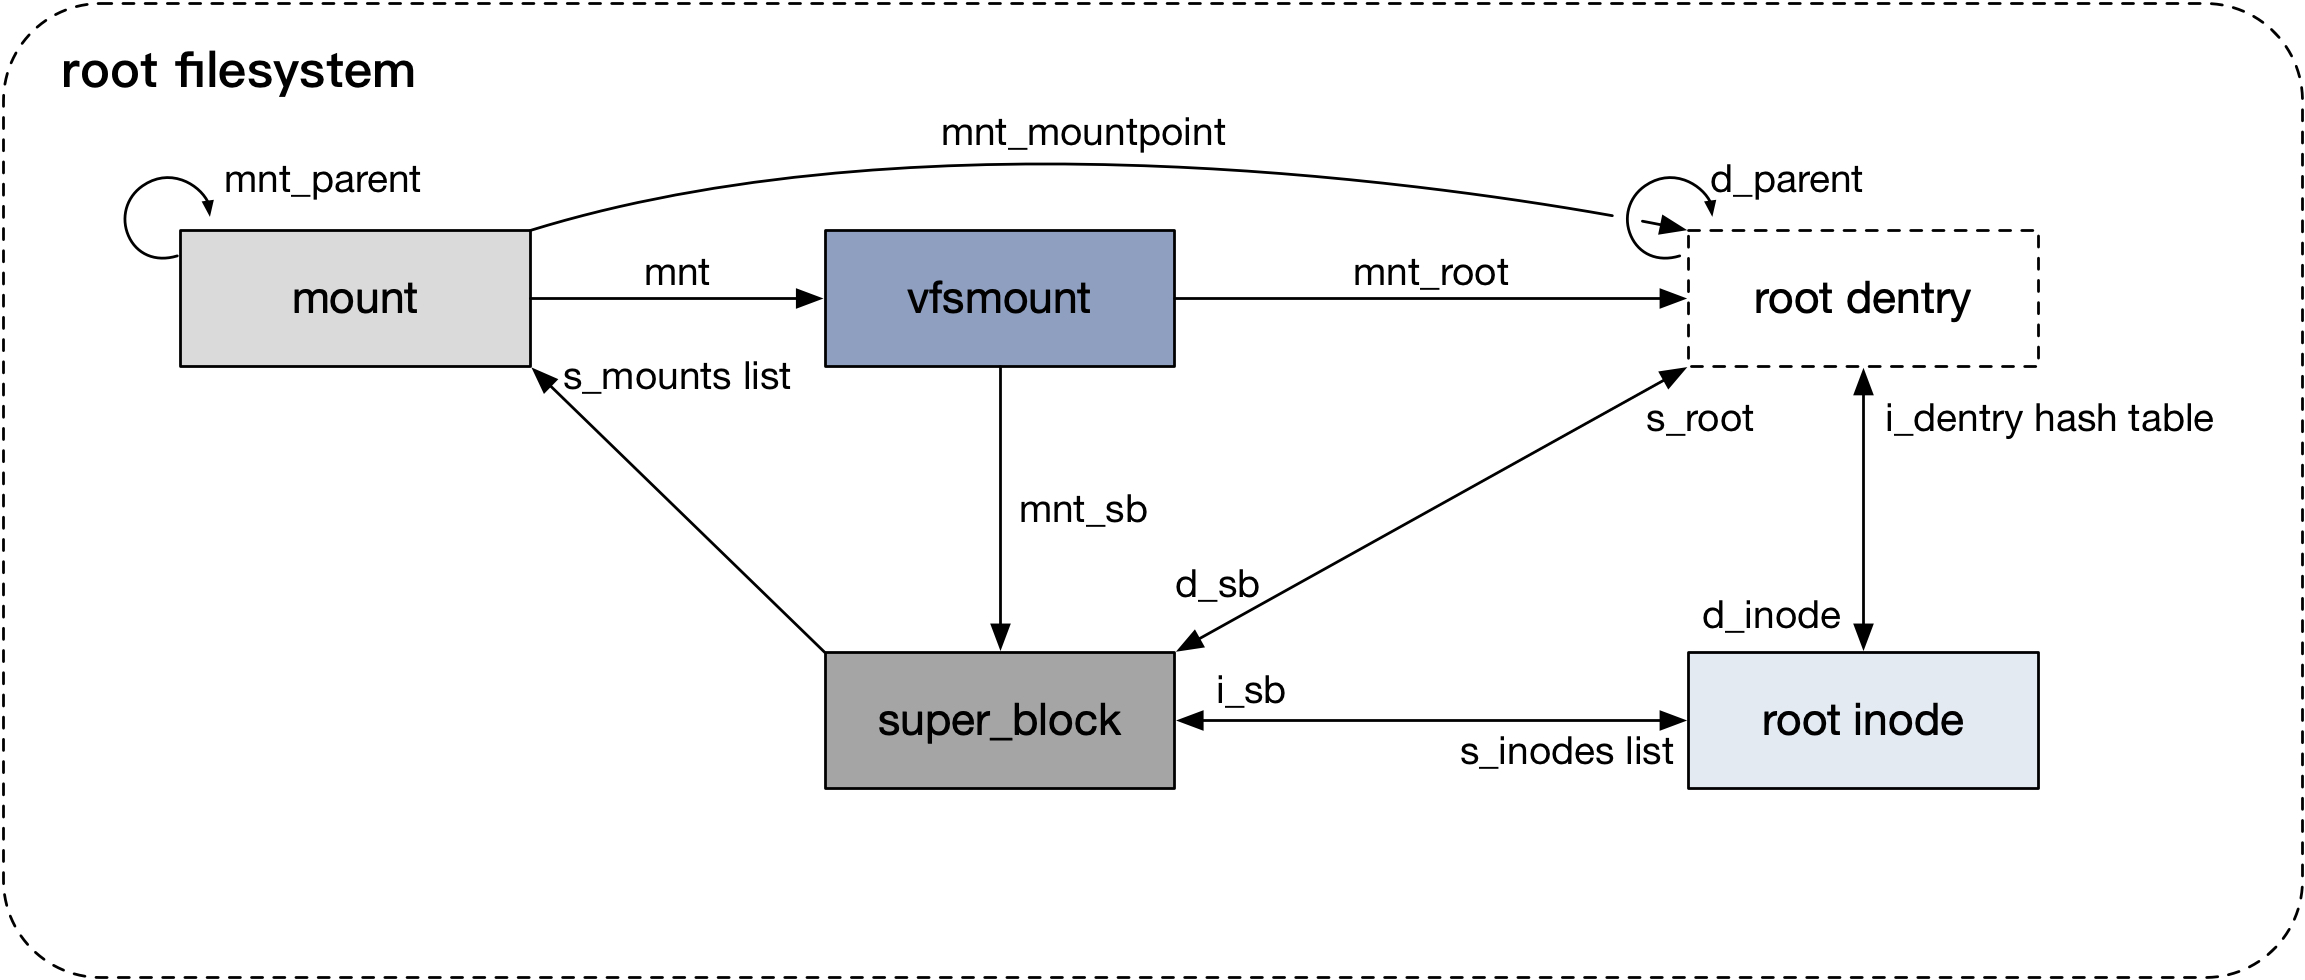 root filesystem
mnt_mountpoint
mnt_parent
d_parent
mount
mnt
vfsmount
mnt_root
root dentry
s_mounts list
s_root
i_dentry hash table
mnt_sb
d_sb
d_inode
super_block
i_sb
s_inodes list
root inode